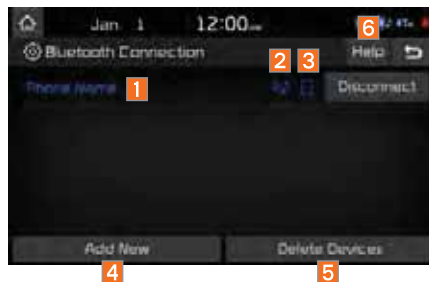 Jan 1 12:00 6
Bluetooth Connection Help
2 3
Phone Name 1 Disconnect
Add New Delete Devices
4 5